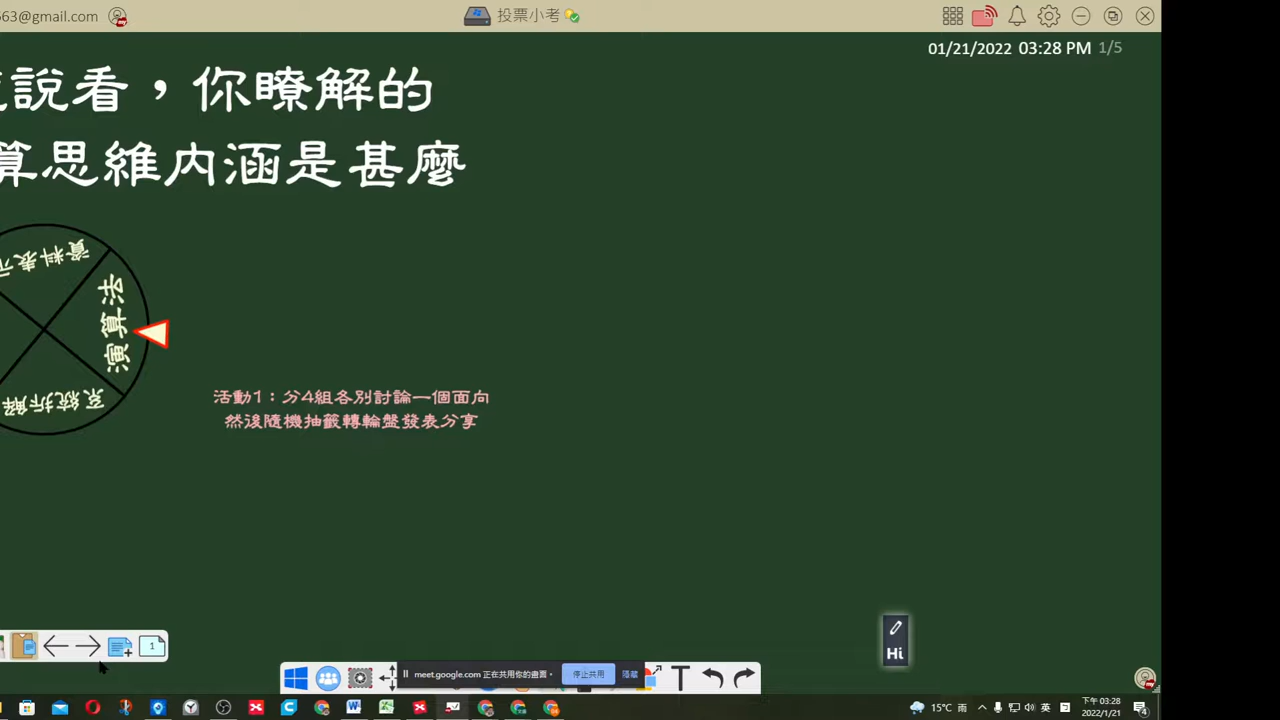 563@gmail.com
投票小考
01/21/2022 03:28 PM 1/5
說看，你瞭解的
算思維內涵是甚麼
資料表示
演算法
系統拆解
活動1：分4組各別討論一個面向
然後隨機抽籤轉輪盤發表分享
Hi
1
meet.google.com 正在共用你的畫面。
停止共用
隱藏
T
15°C 雨
英
下午 03:28
2022/1/21
4